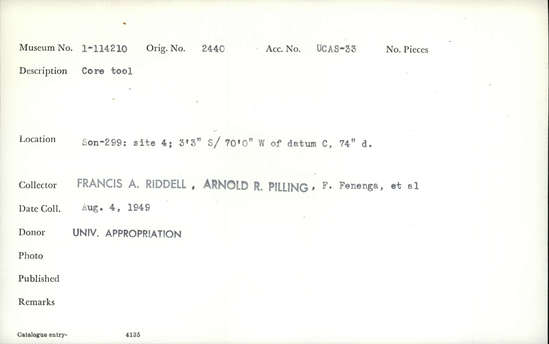 Museum No. 1-114210 Orig. No. 2440 Acc. No. UCAS-33 No. Pieces
Description Core tool
Location Son-299: site 4; 3'3" S/ 70'0" W of datum C, 74" d.
Collector FRANCIS A. RIDDELL, ARNOLD R. PILLING, F. Fenenga, et al
Date Coll. Aug. 4, 1949
Donor UNIV. APPROPRIATION
Photo
Published
Remarks
Catalogue entry- 4135